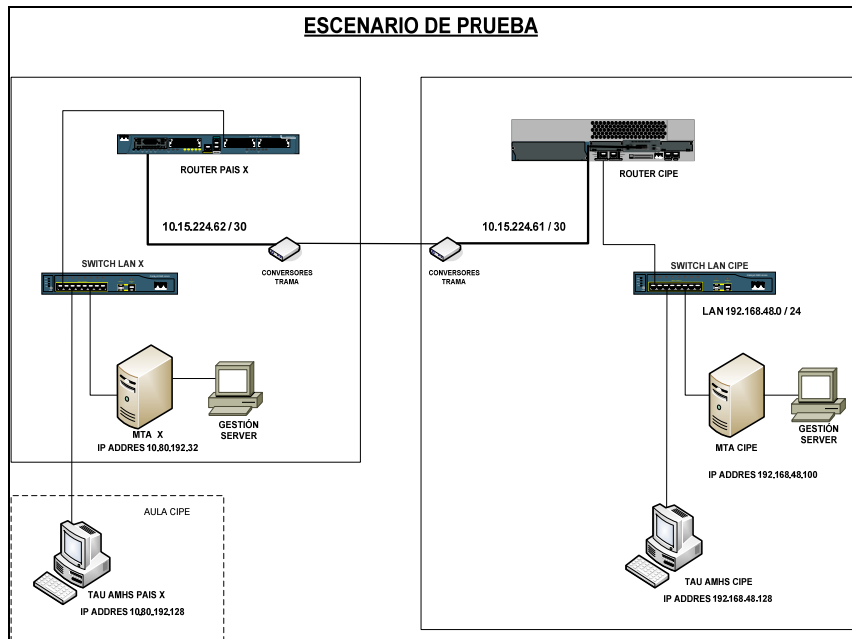 ESCENARIO DE PRUEBA
ROUTER PAIS X
10.15.224.62 / 30
CONVERSORES
TRAMA
SWITCH LAN X
MTA X
IP ADDRES 10.80.192.32
GESTIÓN
SERVER
AULA CIPE
TAU AMHS PAIS X
IP ADDRES 10.80.192.128
ROUTER CIPE
10.15.224.61 / 30
CONVERSORES
TRAMA
SWITCH LAN CIPE
LAN 192.168.48.0 / 24
GESTIÓN
SERVER
MTA CIPE
IP ADDRES 192.168.48.100
TAU AMHS CIPE
IP ADDRES 192.168.48.128